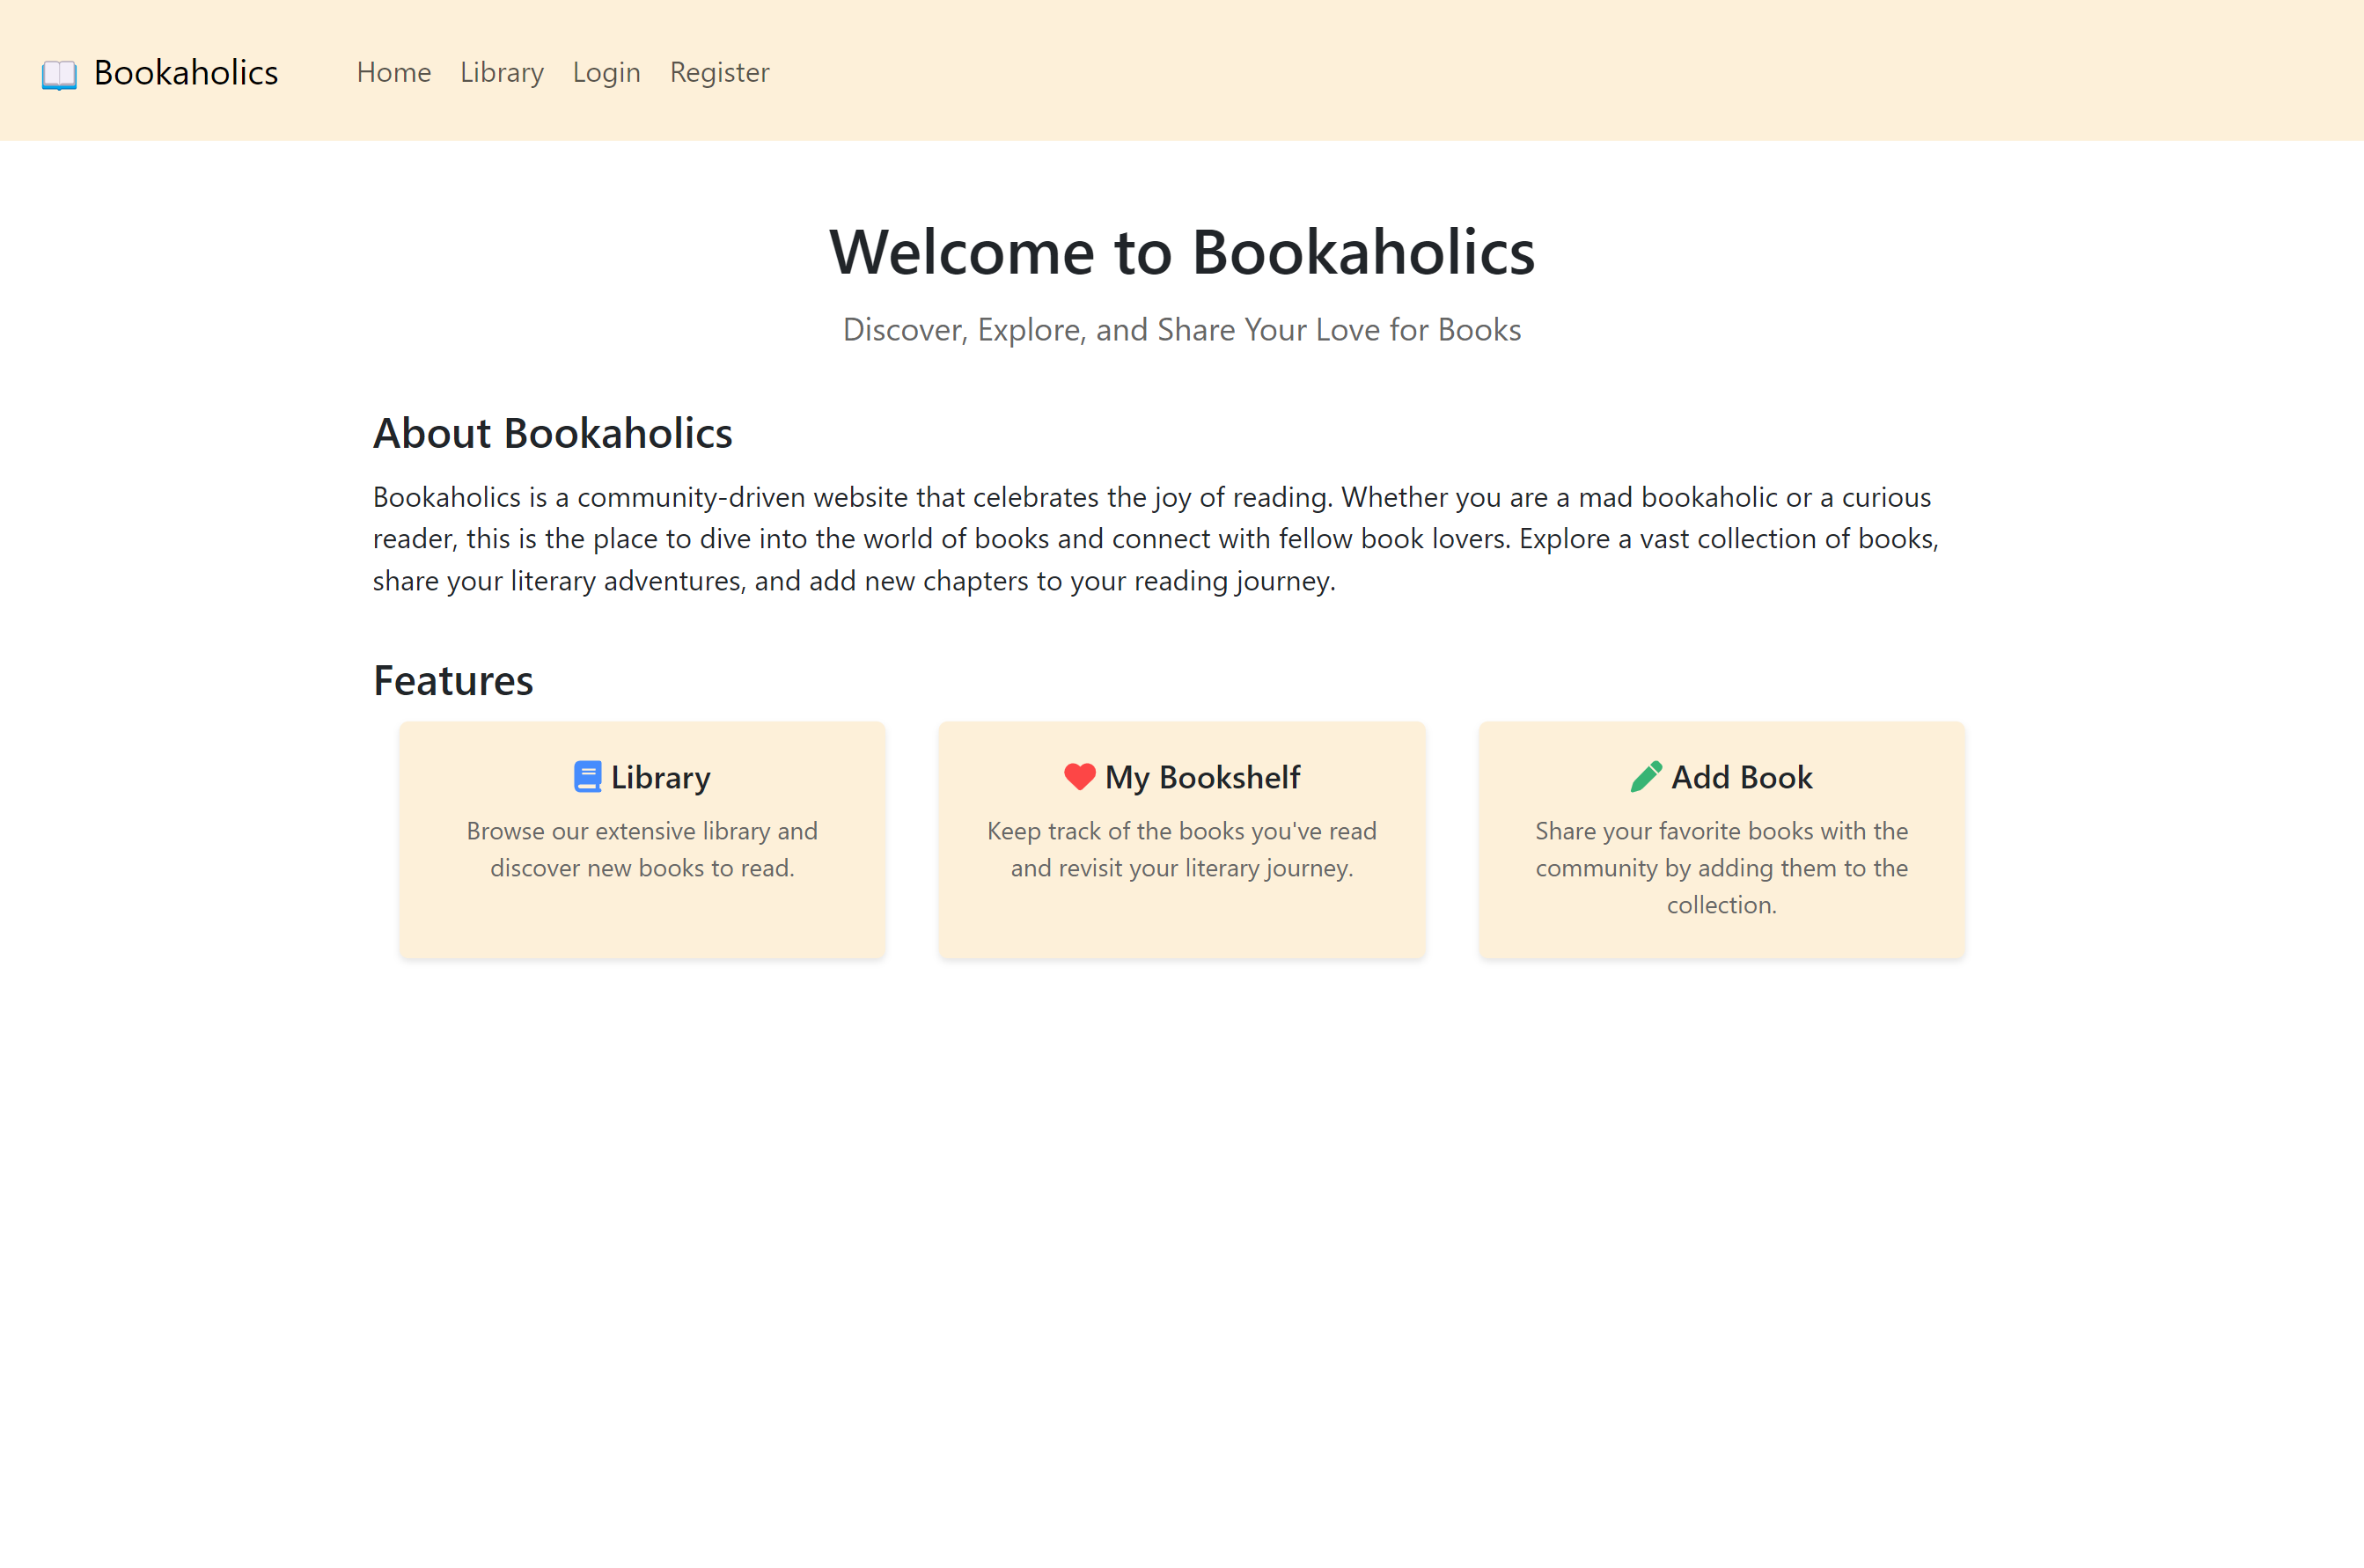 Bookaholics Home Library Login Register
Welcome to Bookaholics
Discover, Explore, and Share Your Love for Books
About Bookaholics
Bookaholics is a community-driven website that celebrates the joy of reading. Whether you are a mad bookaholic or a curious
reader, this is the place to dive into the world of books and connect with fellow book lovers. Explore a vast collection of books,
share your literary adventures, and add new chapters to your reading journey.
Features
Library
Browse our extensive library and
discover new books to read.
My Bookshelf
Keep track of the books you've read
and revisit your literary journey.
Add Book
Share your favorite books with the
community by adding them to the
collection.